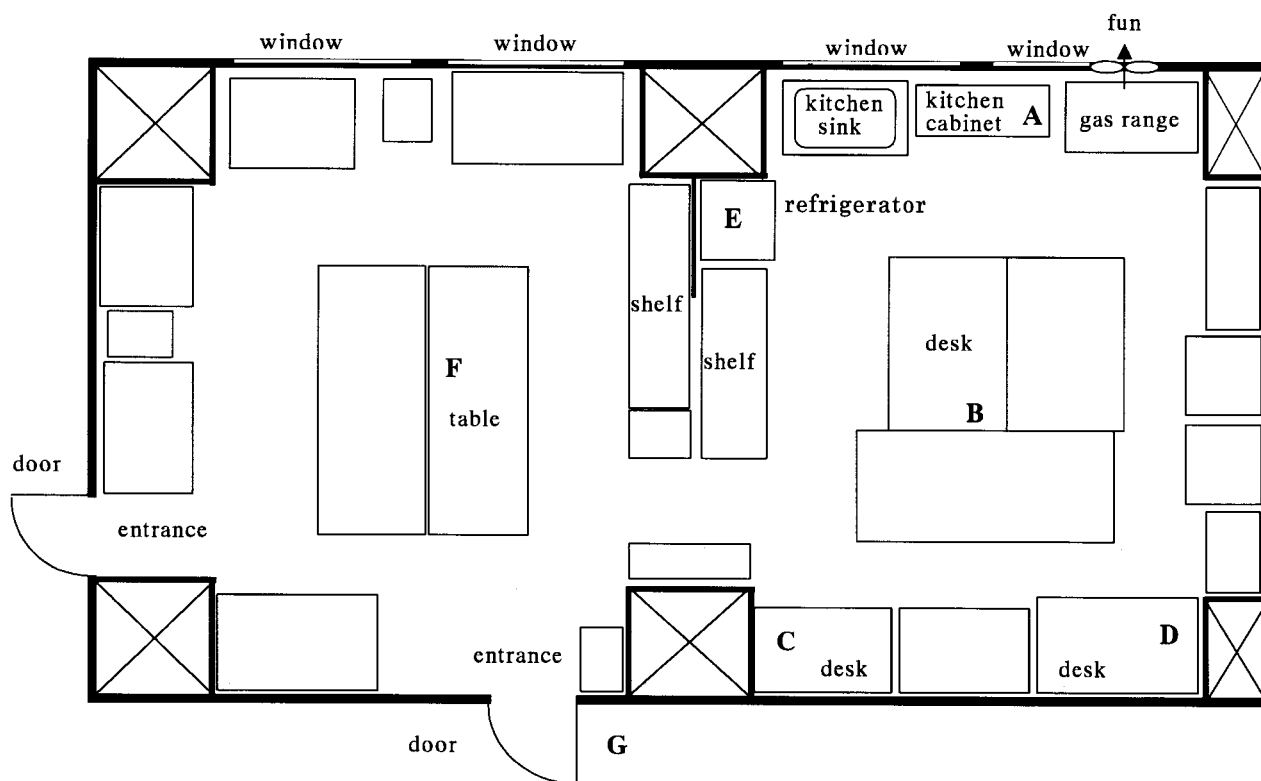 fun
window
window
window
window
kitchen
sink
kitchen
cabinet
A
gas range
E
refrigerator
shelf
shelf
desk
F
table
B
door
entrance
entrance
C
desk
D
desk
door
G